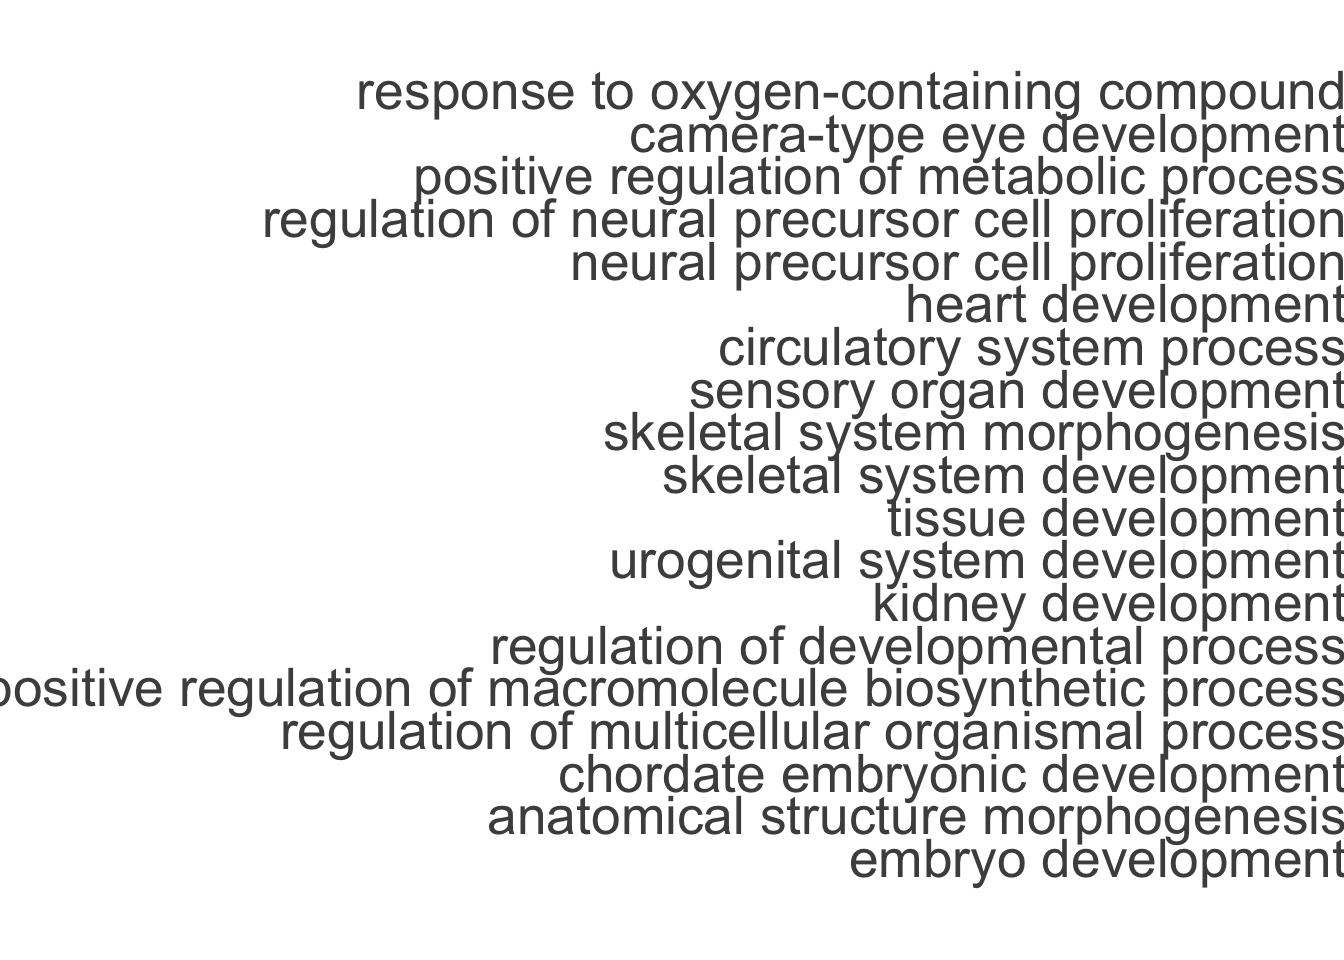 response to oxygen-containing compound
camera-type eye development
positive regulation of metabolic process
regulation of neural precursor cell proliferation
neural precursor cell proliferation
heart development
circulatory system process
sensory organ development
skeletal system morphogenesis
skeletal system development
tissue development
urogenital system development
kidney development
regulation of developmental process
positive regulation of macromolecule biosynthetic process
regulation of multicellular organismal process
chordate embryonic development
anatomical structure morphogenesis
embryo development